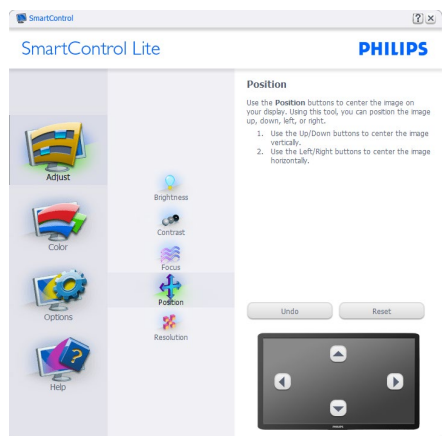 SmartControl
SmartControl Lite
PHILIPS
Adjust
Color
Options
Help
Brightness
Contrast
Focus
Position
Resolution
Position
Use the Position buttons to center the image on
your display. Using this tool, you can position the image
up, down, left, or right.
1. Use the Up/Down buttons to center the image
vertically.
2. Use the Left/Right buttons to center the image
horizontally.
Undo
Reset
PHILIPS